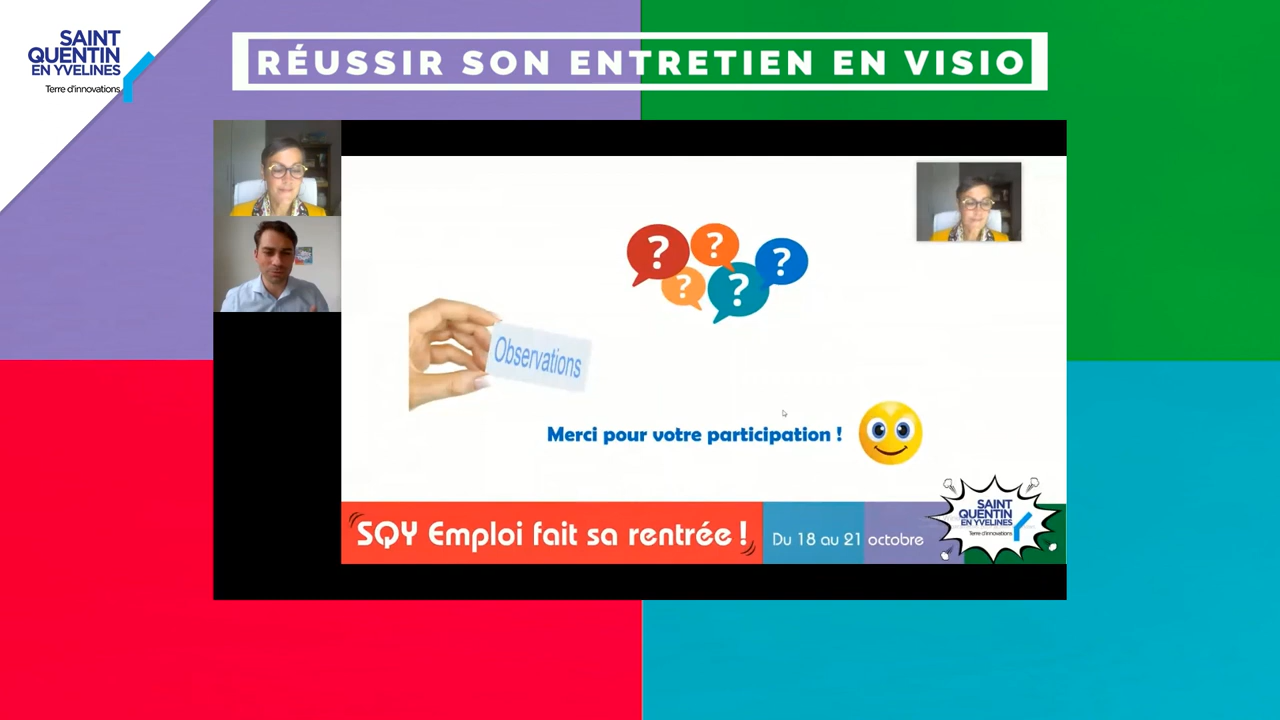 SAINT
QUENTIN
EN YVELINES
Terre d'innovations
RÉUSSIR SON ENTRETIEN EN VISIO
? ? ? ? ?
Observations
Merci pour votre participation !
SQY Emploi fait sa rentrée !
Du 18 au 21 octobre
SAINT
QUENTIN
EN YVELINES
Terre d'innovations